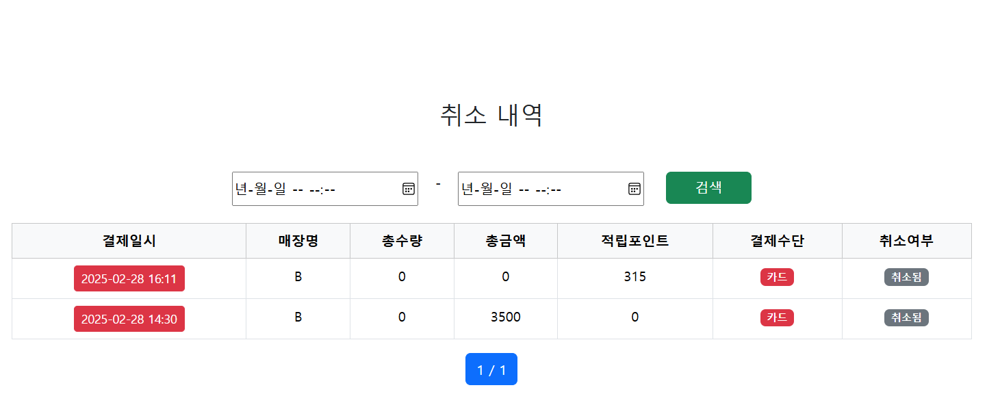 취소 내역
년-월-일 -- --:-- - 년-월-일 -- --:-- 검색
결제일시 매장명 총수량 총금액 적립포인트 결제수단 취소여부
2025-02-28 16:11 B 0 0 315 카드 취소됨
2025-02-28 14:30 B 0 3500 0 카드 취소됨
1 / 1